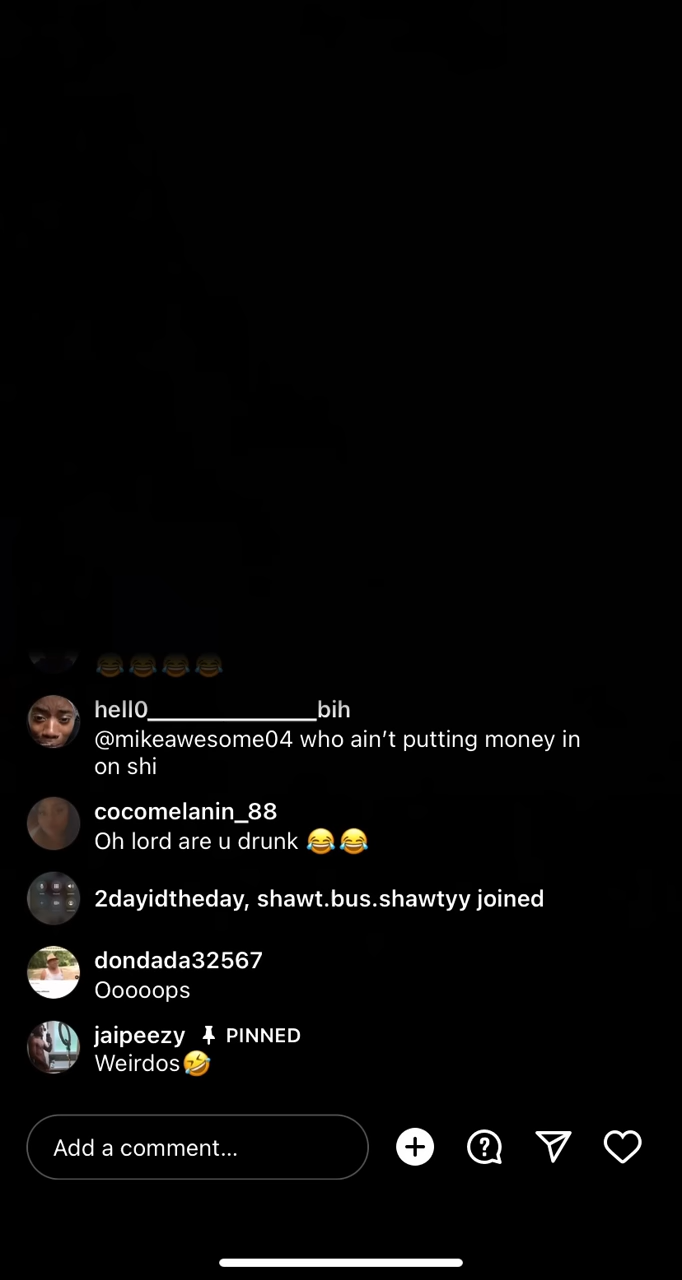 😂😂😂😂
hell0______________bih
@mikeawesome04 who ain’t putting money in
on shi
cocomelanin_88
Oh lord are u drunk 😂😂
2dayidtheday, shawt.bus.shawtyy joined
dondada32567
Ooooops
jaipeezy PINNED
Weirdos🤣
Add a comment...